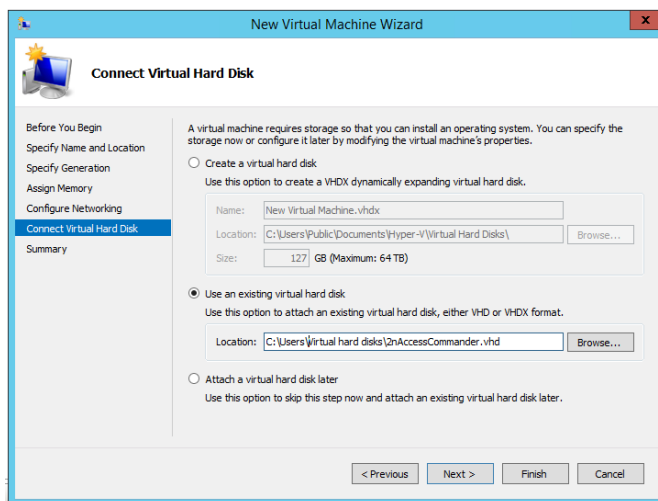 New Virtual Machine Wizard
x
Connect Virtual Hard Disk
Before You Begin
Specify Name and Location
Specify Generation
Assign Memory
Configure Networking
Connect Virtual Hard Disk
Summary
A virtual machine requires storage so that you can install an operating system. You can specify the
storage now or configure it later by modifying the virtual machine's properties.
Create a virtual hard disk
Use this option to create a VHDX dynamically expanding virtual hard disk.
Name: New Virtual Machine.vhdx
Location: C:\Users\Public\Documents\Hyper-V\Virtual Hard Disks\ Browse...
Size: 127 GB (Maximum: 64 TB)
Use an existing virtual hard disk
Use this option to attach an existing virtual hard disk, either VHD or VHDX format.
Location: C:\Users\Virtual hard disks\2nAccessCommander.vhd Browse...
Attach a virtual hard disk later
Use this option to skip this step now and attach an existing virtual hard disk later.
< Previous Next > Finish Cancel